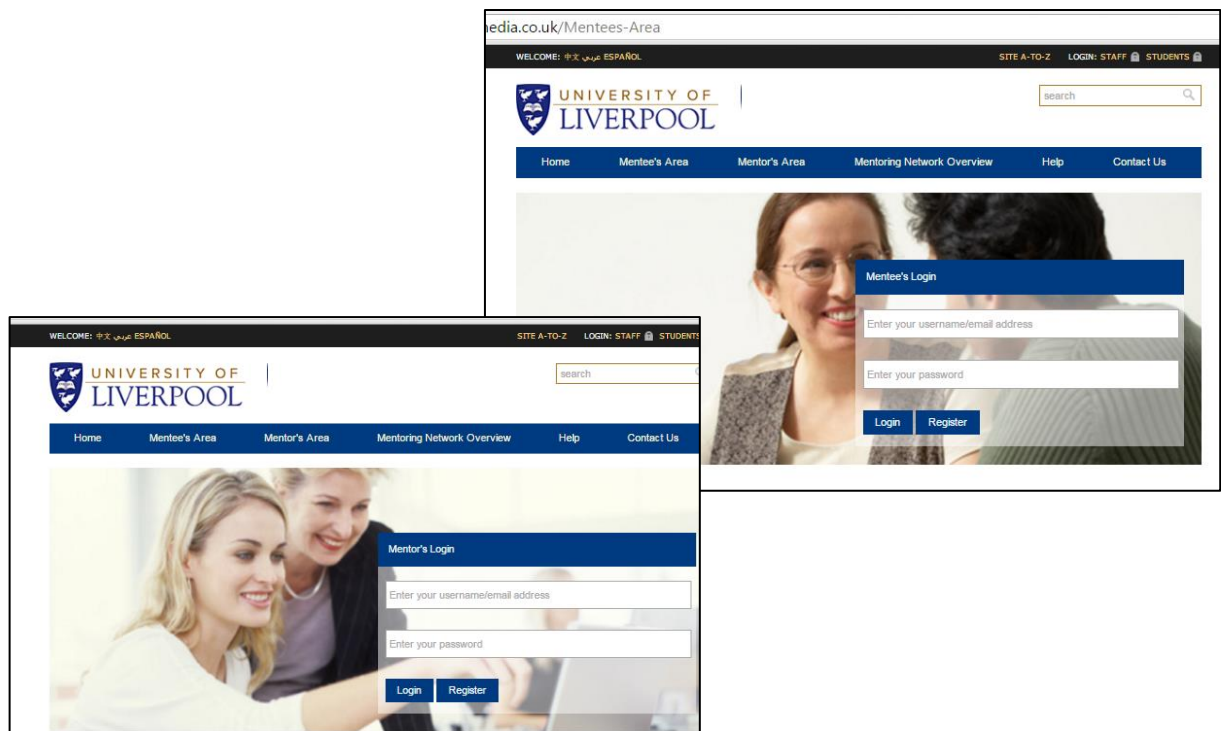 nedia.co.uk/Mentees-Area
WELCOME: 中文 عربي ESPAÑOL
SITE A-TO-Z LOGIN: STAFF STUDENTS
UNIVERSITY OF
LIVERPOOL
search
Home Mentee's Area Mentor's Area Mentoring Network Overview Help Contact Us
Mentee's Login
Enter your username/email address
Enter your password
Login Register
WELCOME: 中文 عربي ESPAÑOL
SITE A-TO-Z LOGIN: STAFF STUDENTS
UNIVERSITY OF
LIVERPOOL
search
Home Mentee's Area Mentor's Area Mentoring Network Overview Help Contact Us
Mentor's Login
Enter your username/email address
Enter your password
Login Register